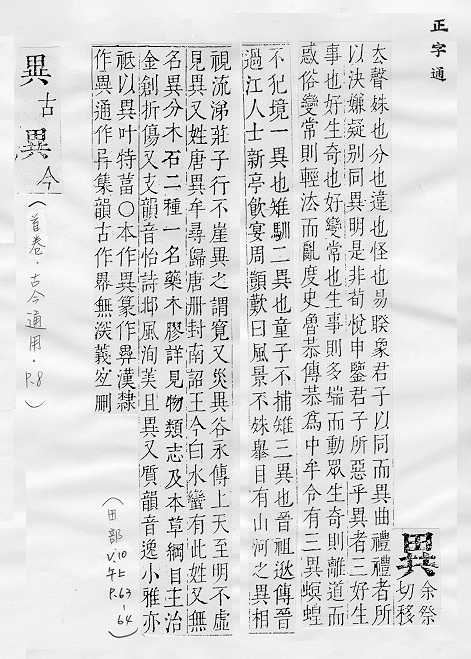 正字通
異
余祭
切移
厺聲姝也分也違也怪也易睽象君子以同而異曲禮禮者所
以決嫌疑別同異明是非荀悅申鑒君子所惡乎異者三好生
事也好生奇也好變常也生事則多端而動眾生奇則離道而
惑俗變常則輕法而亂度史魯恭傳恭爲中牟令有三異螟蝗
不犯境一異也雉馴二異也童子不捕雉三異也晉祖逖傳晉
過江人士新亭飲宴周顗歎曰風景不姝舉目有山河之異相
視流涕莊子行不崖異之謂寬又災異谷永傳上天至明不虛
見異又姓唐異牟尋歸唐册封南詔王今白水蠻有此姓又無
名異分木石二種一名藥木膠詳見物類志及本草綱目主治
金創折傷又支韻音怡詩邶風洵美且異又質韻音逸小雅亦
祗以異叶特葍〇本作異篆作漢隸
作異通作异集韻古作無淡義宓刪
(田部 V.10 午上 P.63-64)
異古異今
(首卷．古今通用．P.8)